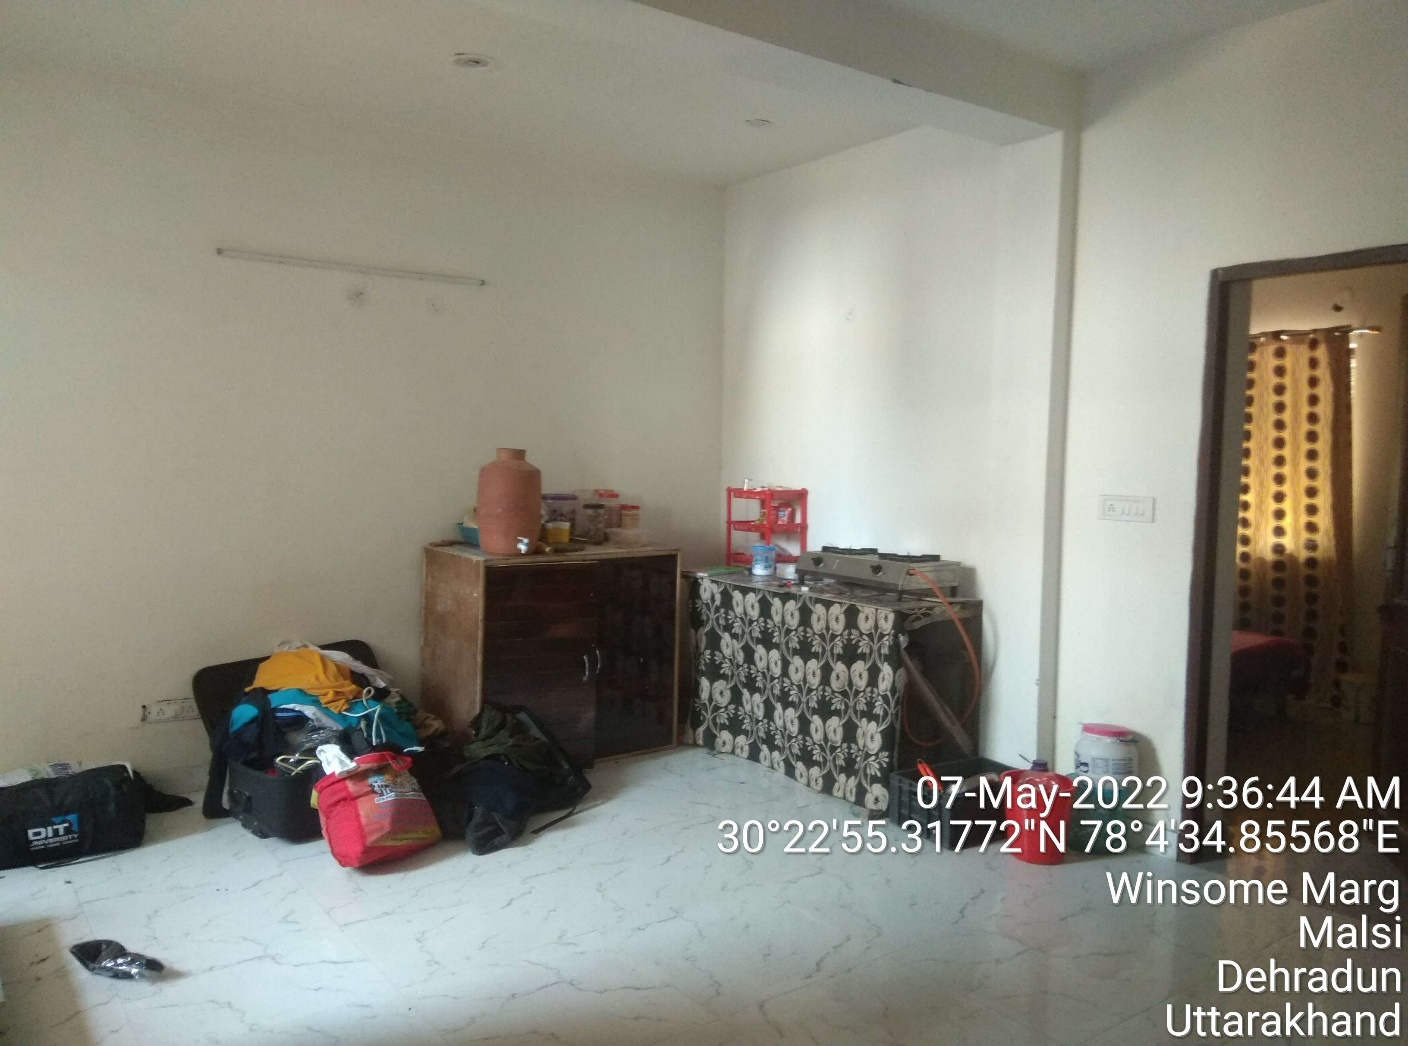 DIT
UNIVERSITY
07-May-2022 9:36:44 AM
30°22'55.31772"N 78°4'34.85568"E
Winsome Marg
Malsi
Dehradun
Uttarakhand